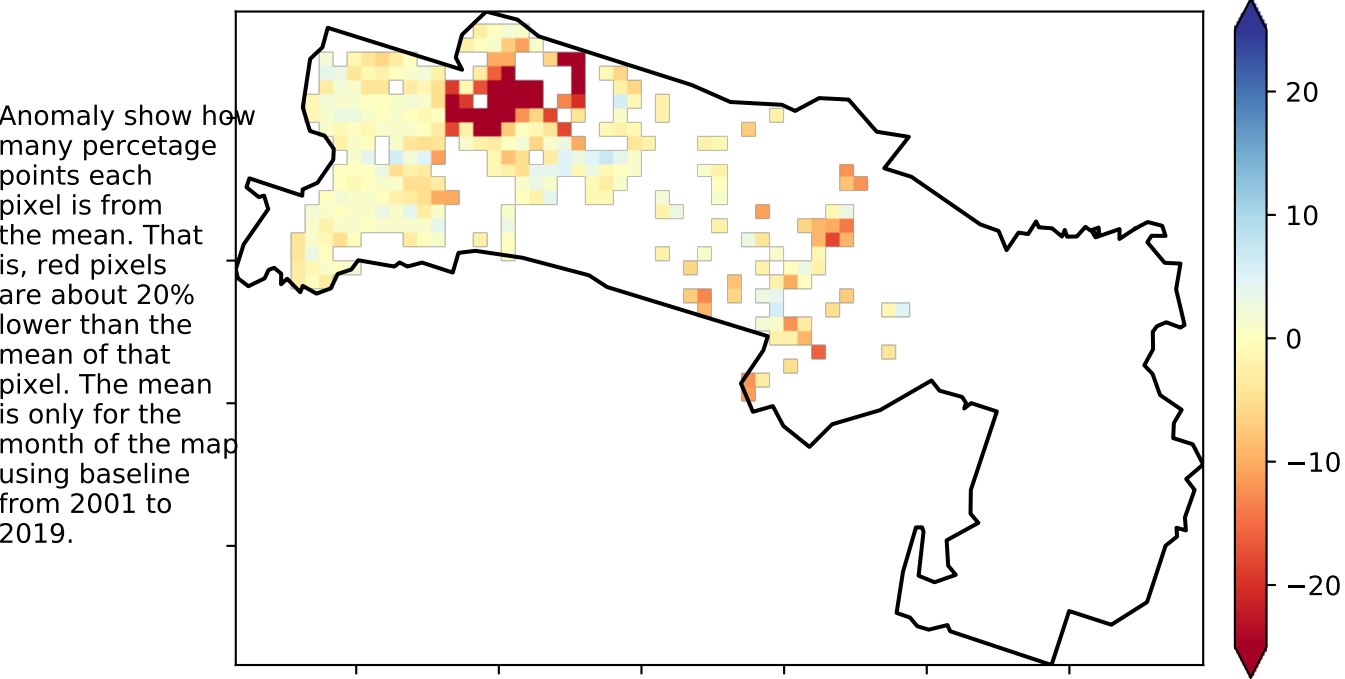 Anomaly show how
many percetage
points each
pixel is from
the mean. That
is, red pixels
are about 20%
lower than the
mean of that
pixel. The mean
is only for the
month of the map
using baseline
from 2001 to
2019.
20
10
0
−10
−20